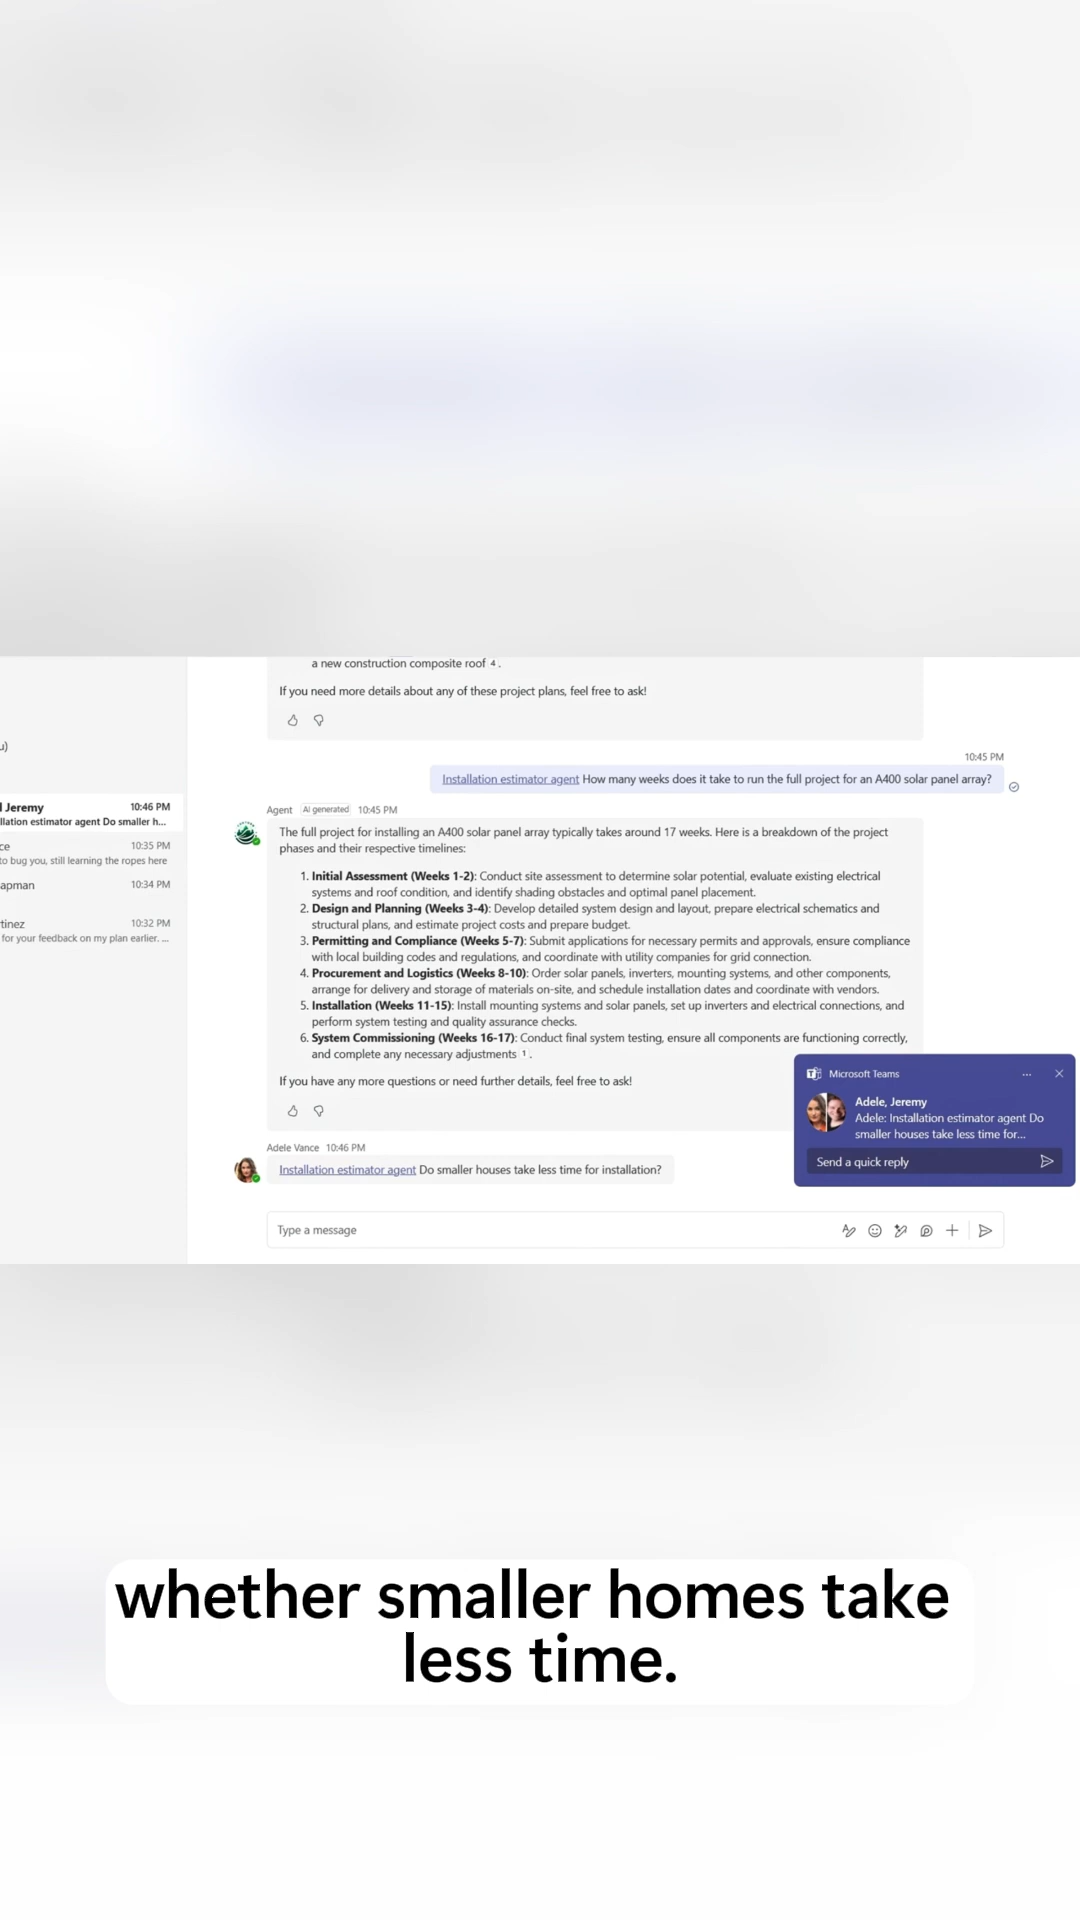 a new construction composite roof 4 .
If you need more details about any of these project plans, feel free to ask!
u)
l Jeremy 10:46 PM
llation estimator agent Do smaller h...
ce 10:35 PM
to bug you, still learning the ropes here
apman 10:34 PM
tinez 10:32 PM
for your feedback on my plan earlier. ...
10:45 PM
Installation estimator agent How many weeks does it take to run the full project for an A400 solar panel array?
Agent AI generated 10:45 PM
The full project for installing an A400 solar panel array typically takes around 17 weeks. Here is a breakdown of the project
phases and their respective timelines:
1. Initial Assessment (Weeks 1-2): Conduct site assessment to determine solar potential, evaluate existing electrical
systems and roof condition, and identify shading obstacles and optimal panel placement.
2. Design and Planning (Weeks 3-4): Develop detailed system design and layout, prepare electrical schematics and
structural plans, and estimate project costs and prepare budget.
3. Permitting and Compliance (Weeks 5-7): Submit applications for necessary permits and approvals, ensure compliance
with local building codes and regulations, and coordinate with utility companies for grid connection.
4. Procurement and Logistics (Weeks 8-10): Order solar panels, inverters, mounting systems, and other components,
arrange for delivery and storage of materials on-site, and schedule installation dates and coordinate with vendors.
5. Installation (Weeks 11-15): Install mounting systems and solar panels, set up inverters and electrical connections, and
perform system testing and quality assurance checks.
6. System Commissioning (Weeks 16-17): Conduct final system testing, ensure all components are functioning correctly,
and complete any necessary adjustments 1 .
If you have any more questions or need further details, feel free to ask!
Adele Vance 10:46 PM
Installation estimator agent Do smaller houses take less time for installation?
Microsoft Teams
Adele, Jeremy
Adele: Installation estimator agent Do
smaller houses take less time for...
Send a quick reply
Type a message
whether smaller homes take
less time.